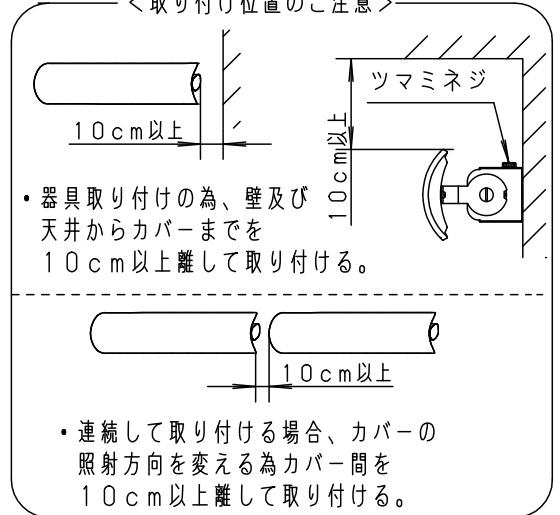 <取り付け位置のご注意>
10cm以上
ツマミネジ
10cm以上
・器具取り付けの為、壁及び
天井からカバーまでを
10cm以上離して取り付ける。
10cm以上
・連続して取り付ける場合、カバーの
照射方向を変える為カバー間を
10cm以上離して取り付ける。